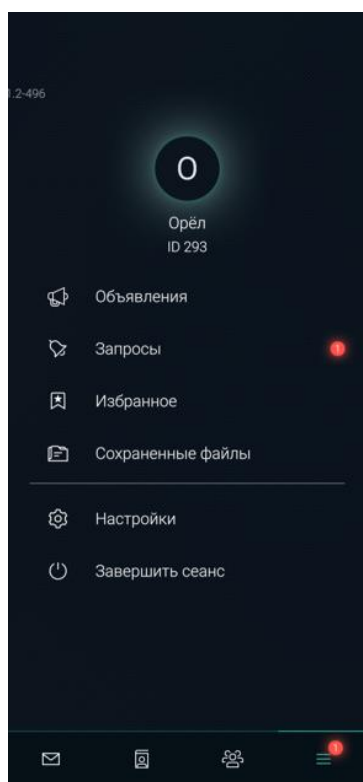 .2-496
О
Орёл
ID 293
Объявления
Запросы
1
Избранное
Сохраненные файлы
Настройки
Завершить сеанс
1